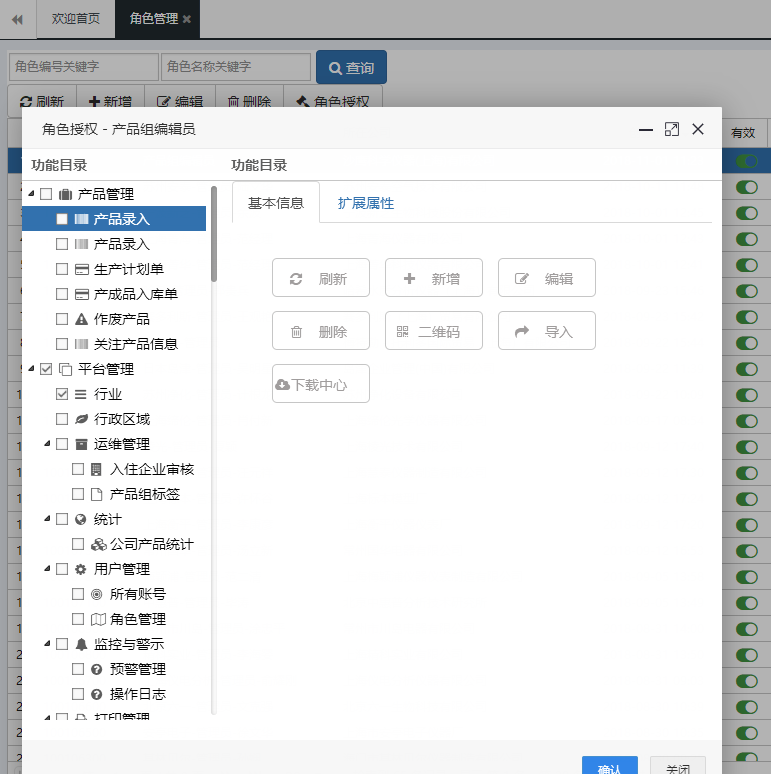 欢迎首页 角色管理
角色编号关键字 角色名称关键字 查询
刷新 新增 编辑 删除 角色授权
角色授权 - 产品组编辑员
有效
功能目录 功能目录
产品管理
产品录入
产品录入
生产计划单
产成品入库单
作废产品
关注产品信息
平台管理
行业
行政区域
运维管理
入住企业审核
产品组标签
统计
公司产品统计
用户管理
所有账号
角色管理
监控与警示
预警管理
操作日志
打印管理
基本信息 扩展属性
刷新 新增 编辑
删除 二维码 导入
下载中心
确认 关闭